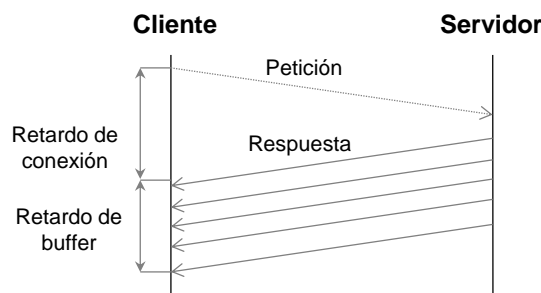 Cliente
Servidor
Petición
Retardo de
conexión
Respuesta
Retardo de
buffer